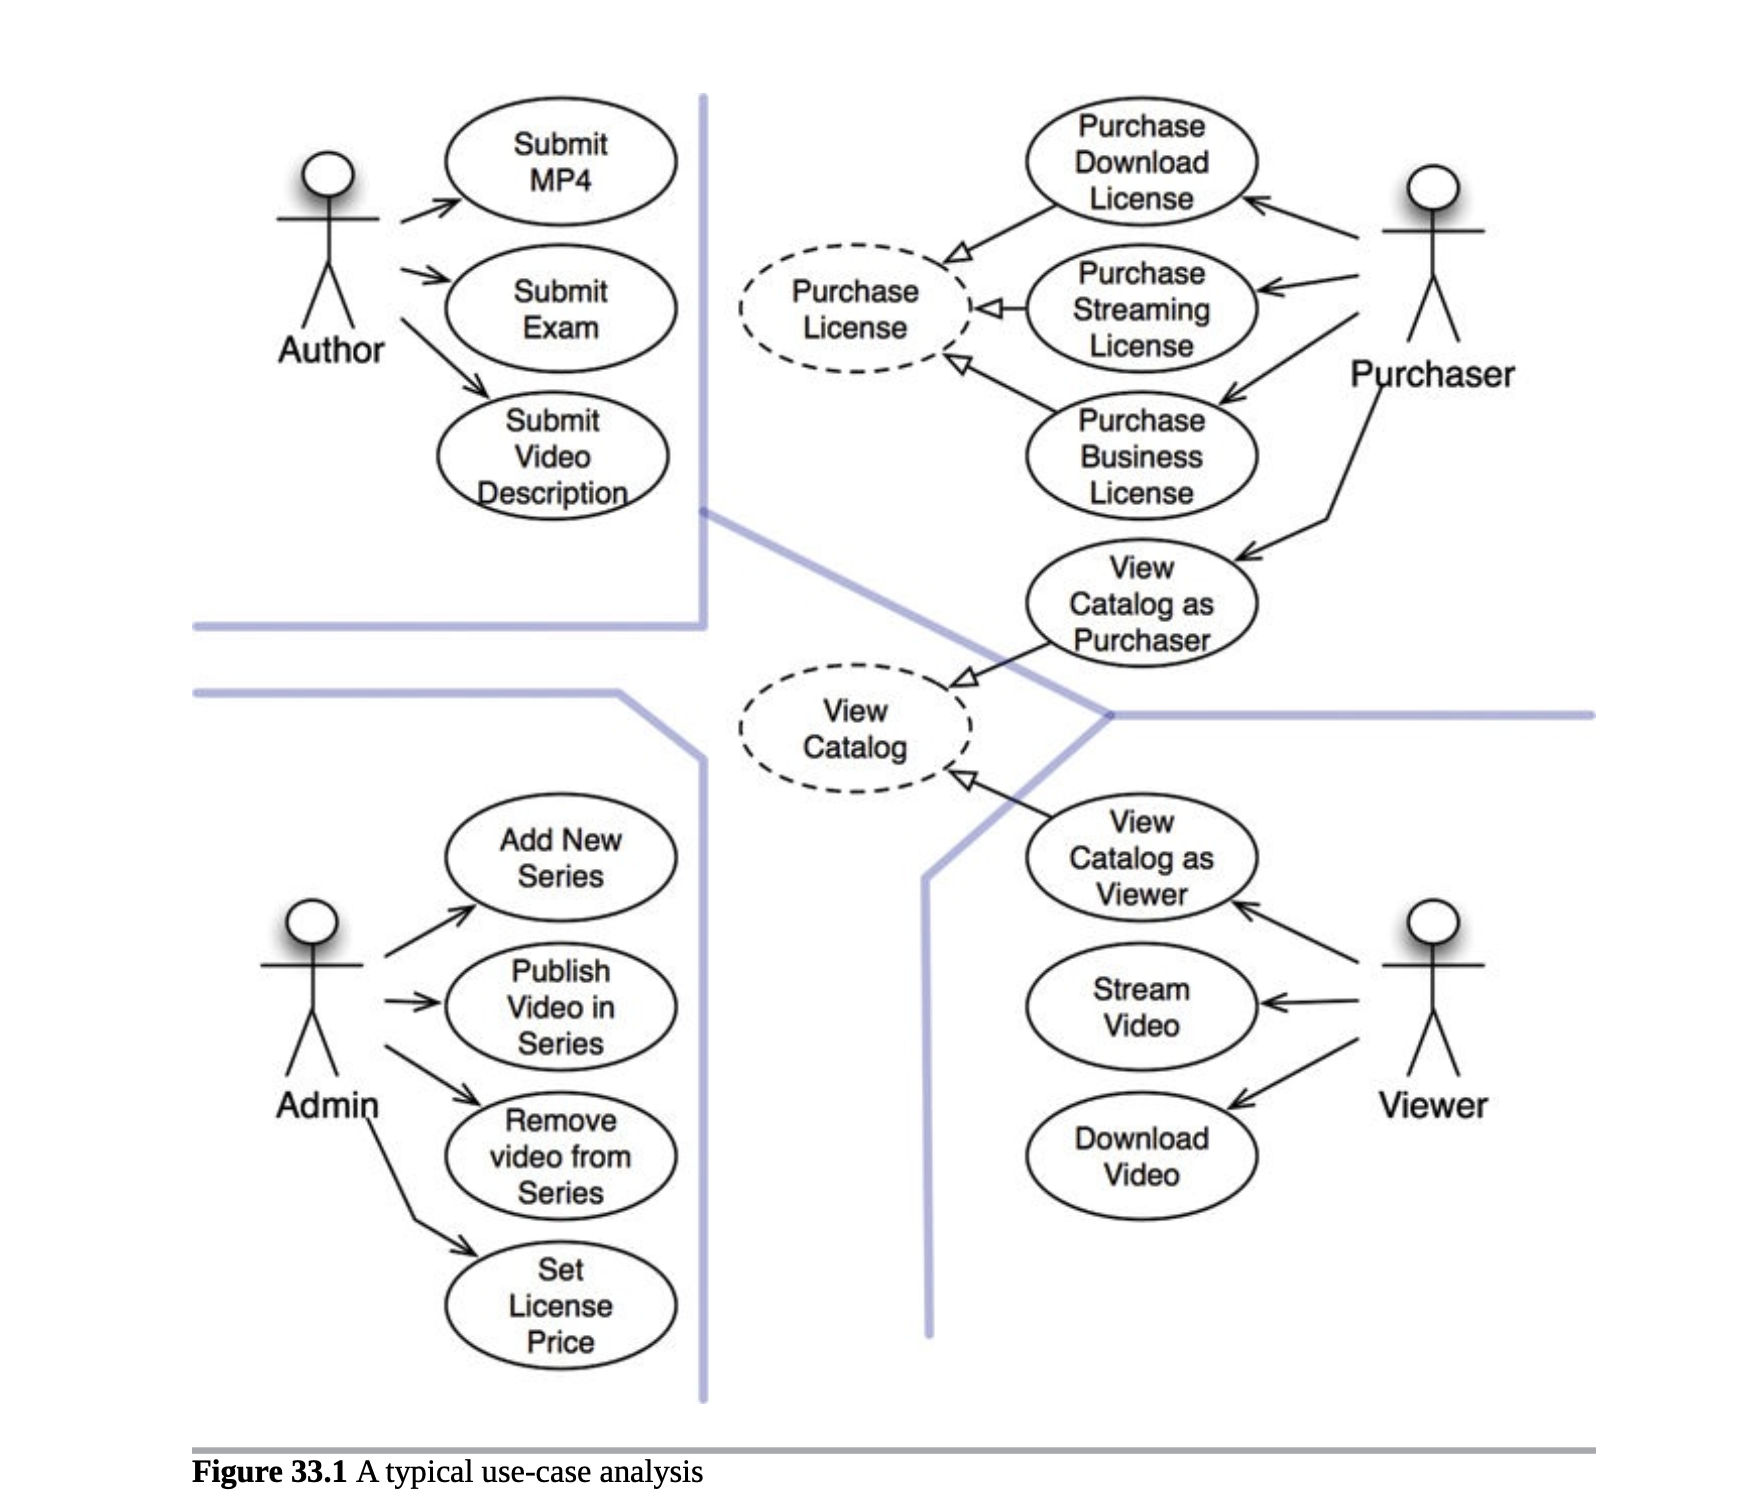 Submit
MP4
Submit
Exam
Submit
Video
Description
Author
Purchase
Download
License
Purchase
Streaming
License
Purchase
Business
License
Purchase
License
Purchaser
View
Catalog as
Purchaser
View
Catalog
Add New
Series
Publish
Video in
Series
Remove
video from
Series
Set
License
Price
Admin
View
Catalog as
Viewer
Stream
Video
Download
Video
Viewer
Figure 33.1 A typical use-case analysis